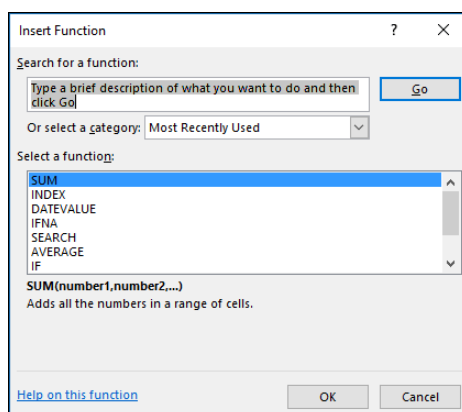 Insert Function
?
Search for a function:
Type a brief description of what you want to do and then
click Go
Go
Or select a category: Most Recently Used
Select a function:
SUM
INDEX
DATEVALUE
IFNA
SEARCH
AVERAGE
IF
SUM(number1,number2,...)
Adds all the numbers in a range of cells.
Help on this function
OK
Cancel